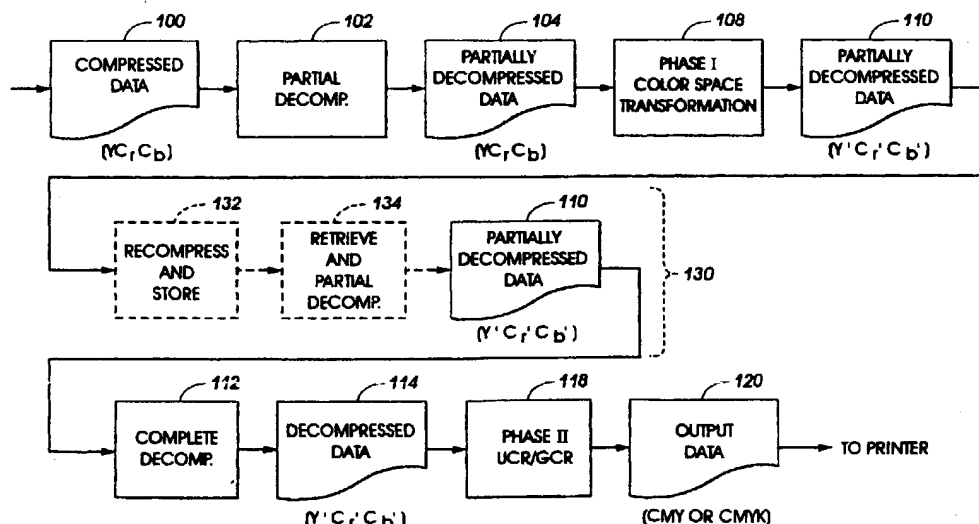 100
COMPRESSED
DATA
(YCrCb)
102
PARTIAL
DECOMP.
104
PARTIALLY
DECOMPRESSED
DATA
(YCrCb)
108
PHASE I
COLOR SPACE
TRANSFORMATION
110
PARTIALLY
DECOMPRESSED
DATA
(Y'Cr'Cb')
132
RECOMPRESS
AND
STORE
134
RETRIEVE
AND
PARTIAL
DECOMP.
110
PARTIALLY
DECOMPRESSED
DATA
(Y'Cr'Cb')
130
112
COMPLETE
DECOMP.
114
DECOMPRESSED
DATA
(Y'Cr'Cb')
118
PHASE II
UCR/GCR
120
OUTPUT
DATA
(CMY OR CMYK)
TO PRINTER